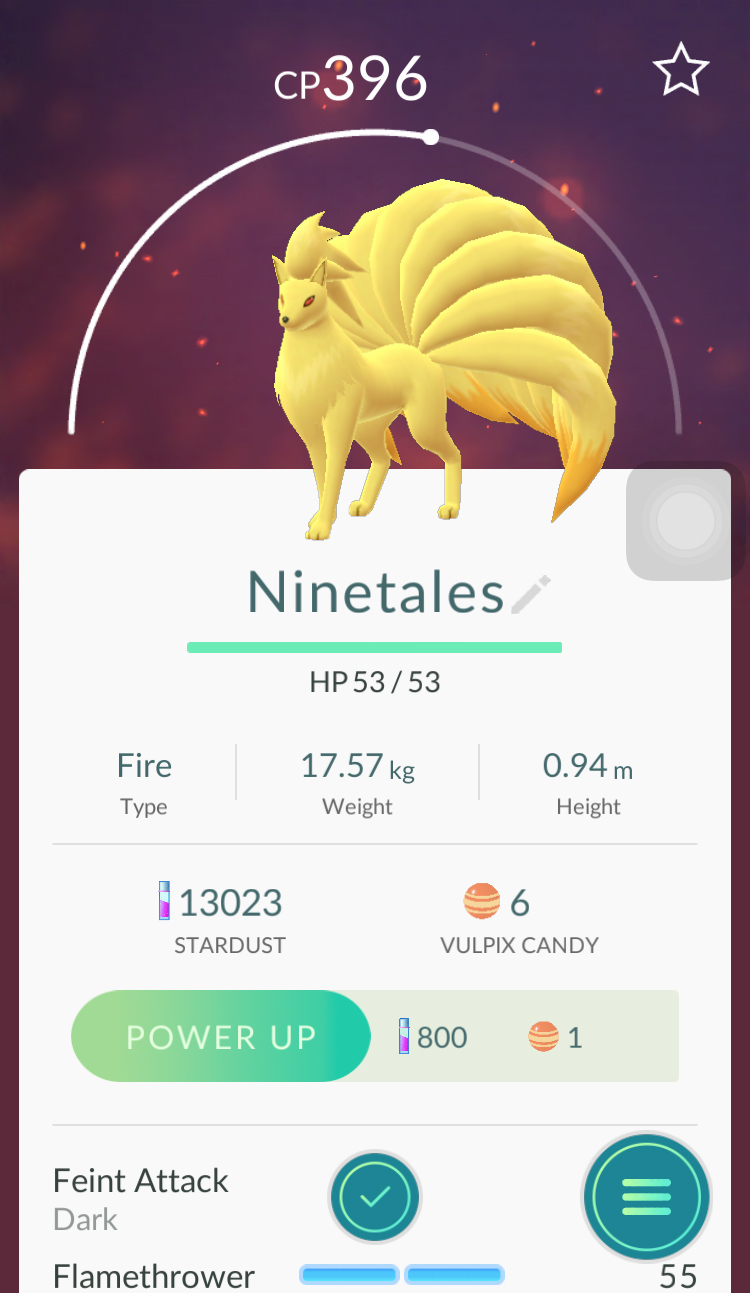 CP396
Ninetales
HP 53 / 53
Fire 17.57 kg 0.94 m
Type Weight Height
13023 6
STARDUST VULPIX CANDY
POWER UP 800 1
Feint Attack
Dark
Flamethrower 55